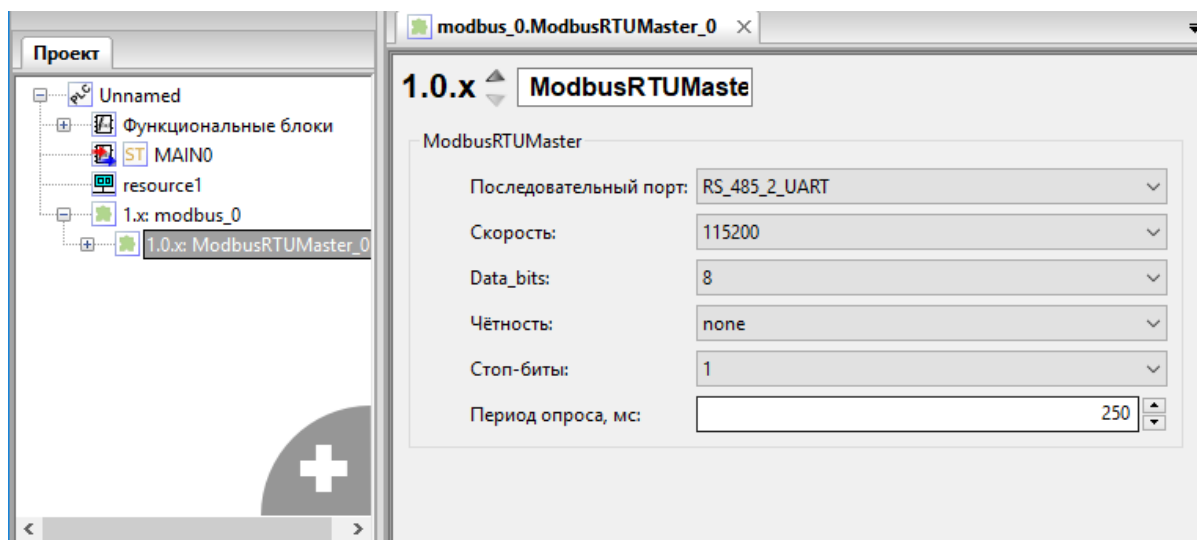 Проект
Unnamed
Функциональные блоки
ST MAIN0
resource1
1.x: modbus_0
1.0.x: ModbusRTUMaster_0
modbus_0.ModbusRTUMaster_0
1.0.x ModbusRTUMaste
ModbusRTUMaster
Последовательный порт: RS_485_2_UART
Скорость: 115200
Data_bits: 8
Чётность: none
Стоп-биты: 1
Период опроса, мс: 250